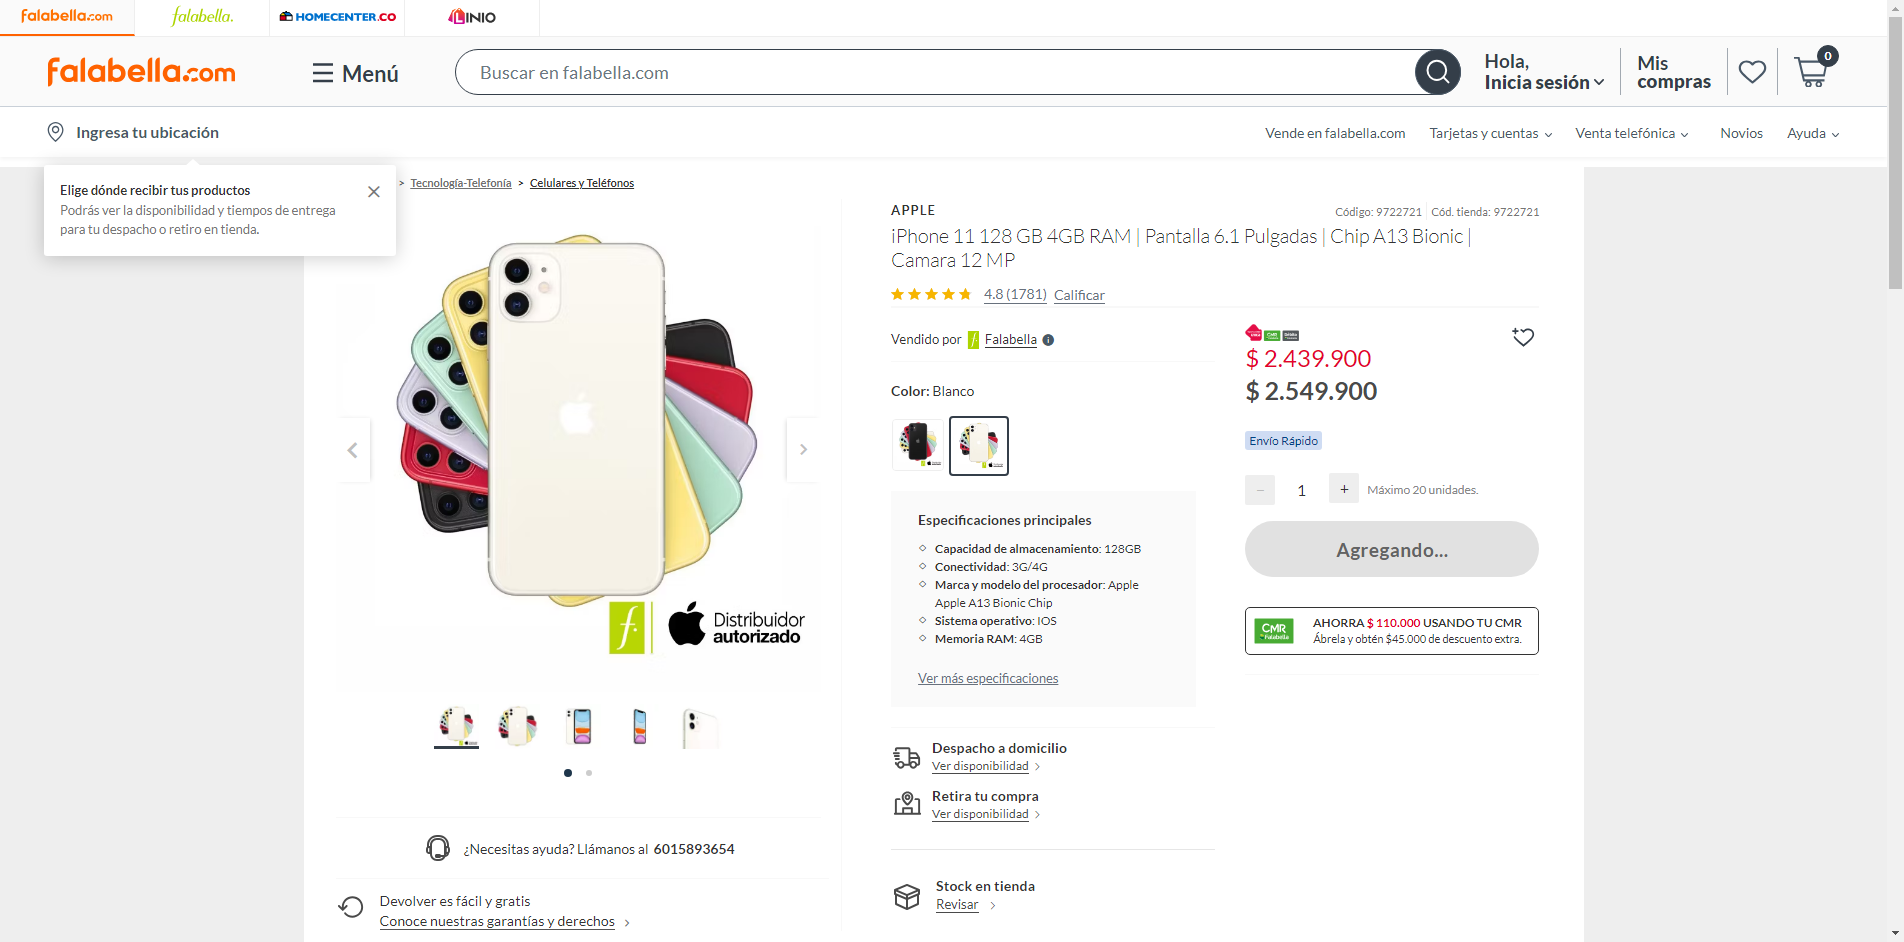 falabella.com
falabella.
HOMECENTER.CO
LINIO
falabella.com
Menú
Buscar en falabella.com
Hola,
Inicia sesión
Mis
compras
0
Ingresa tu ubicación
Vende en falabella.com
Tarjetas y cuentas
Venta telefónica
Novios
Ayuda
Elige dónde recibir tus productos
Podrás ver la disponibilidad y tiempos de entrega
para tu despacho o retiro en tienda.
> Tecnología-Telefonía > Celulares y Teléfonos
APPLE
Código: 9722721 Cód. tienda: 9722721
iPhone 11 128 GB 4GB RAM | Pantalla 6.1 Pulgadas | Chip A13 Bionic |
Camara 12 MP
4.8 (1781) Calificar
Vendido por f. Falabella
Color: Blanco
$ 2.439.900
$ 2.549.900
Envío Rápido
− 1 + Máximo 20 unidades.
Agregando...
CMR
Falabella
AHORRA $ 110.000 USANDO TU CMR
Ábrela y obtén $45.000 de descuento extra.
Especificaciones principales
Capacidad de almacenamiento: 128GB
Conectividad: 3G/4G
Marca y modelo del procesador: Apple
Apple A13 Bionic Chip
Sistema operativo: IOS
Memoria RAM: 4GB
Ver más especificaciones
f.
Distribuidor
autorizado
Despacho a domicilio
Ver disponibilidad
Retira tu compra
Ver disponibilidad
¿Necesitas ayuda? Llámanos al 6015893654
Devolver es fácil y gratis
Conoce nuestras garantías y derechos
Stock en tienda
Revisar